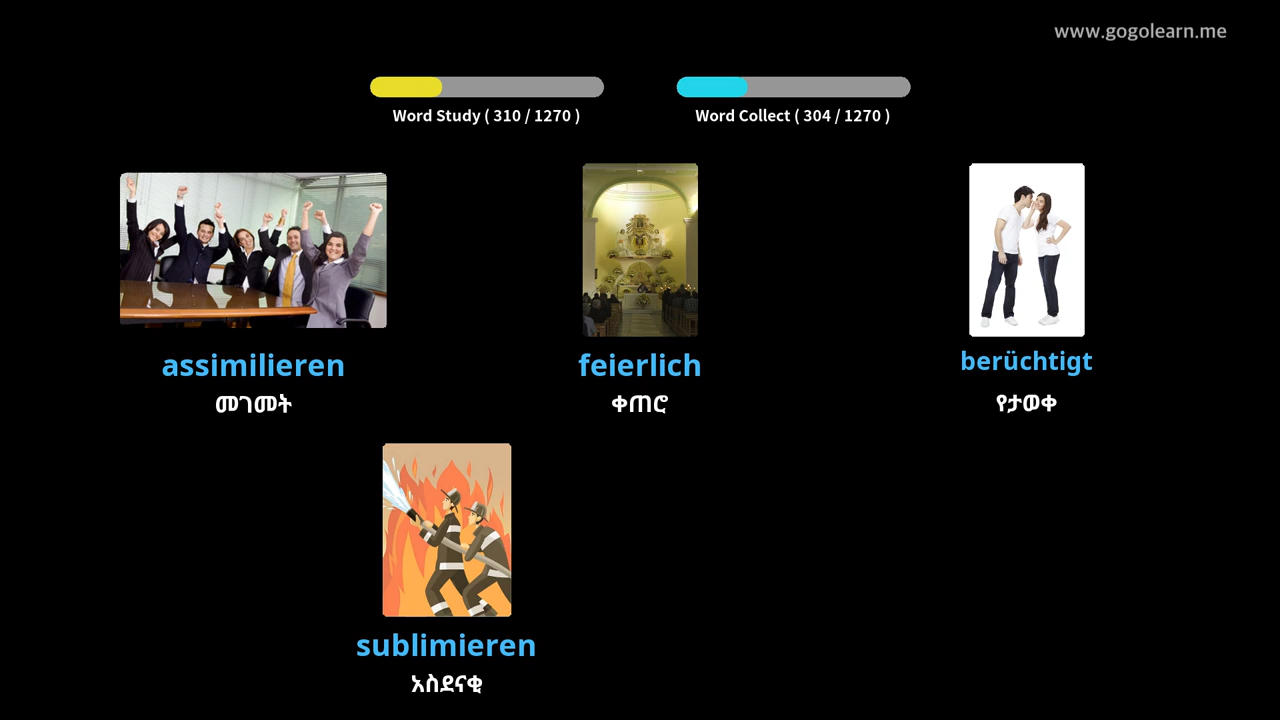 www.gogolearn.me
Word Study ( 310 / 1270 )
Word Collect ( 304 / 1270 )
assimilieren
መገመት
feierlich
ቀጠሮ
berüchtigt
የታወቀ
sublimieren
አስደናቂ